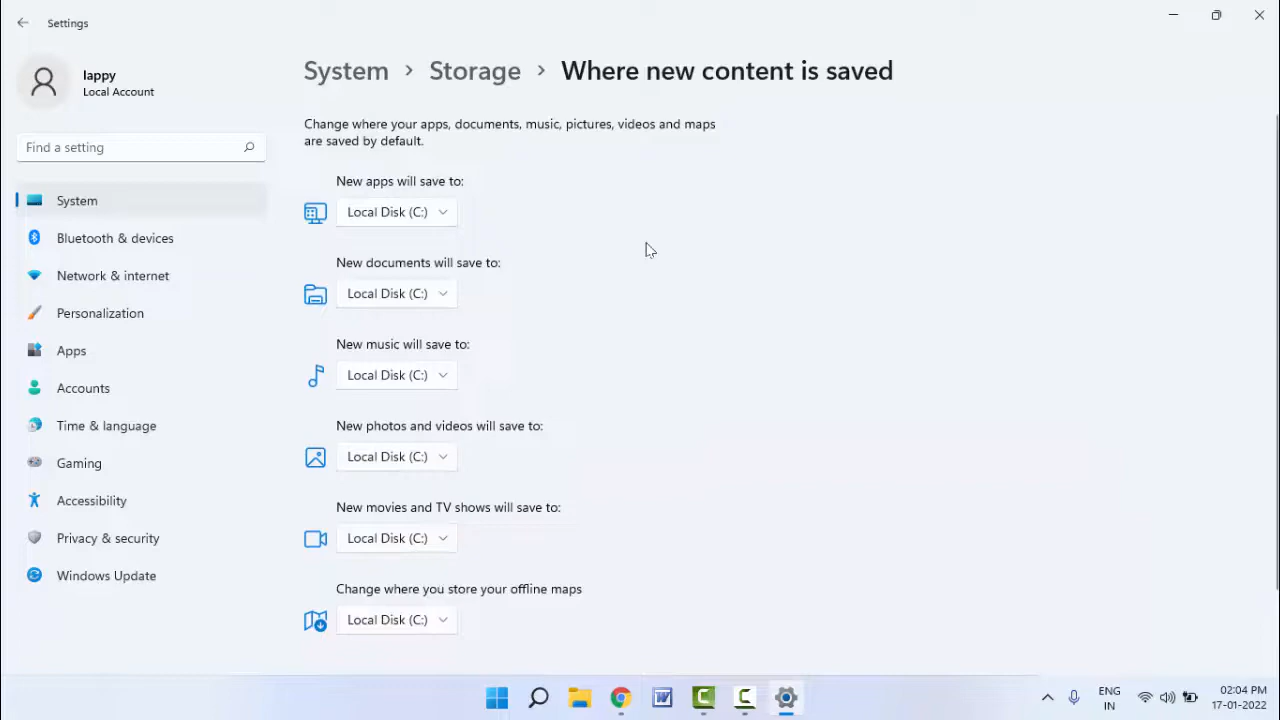 Settings
lappy
Local Account
Find a setting
System
Bluetooth & devices
Network & internet
Personalization
Apps
Accounts
Time & language
Gaming
Accessibility
Privacy & security
Windows Update
System > Storage > Where new content is saved
Change where your apps, documents, music, pictures, videos and maps
are saved by default.
New apps will save to:
Local Disk (C:)
New documents will save to:
Local Disk (C:)
New music will save to:
Local Disk (C:)
New photos and videos will save to:
Local Disk (C:)
New movies and TV shows will save to:
Local Disk (C:)
Change where you store your offline maps
Local Disk (C:)
ENG
IN
02:04 PM
17-01-2022